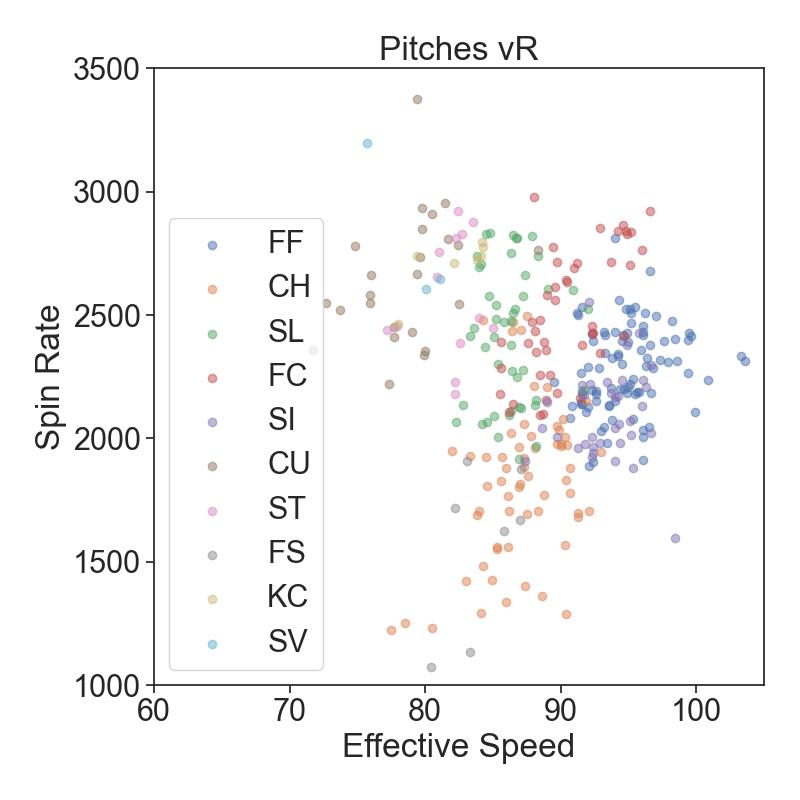 Pitches vR
3500
3000
2500
2000
1500
1000
Spin Rate
FF
CH
SL
FC
SI
CU
ST
FS
KC
SV
60 70 80 90 100
Effective Speed